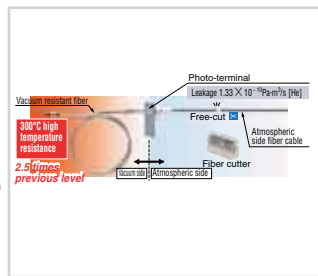 Photo-terminal
Leakage 1.33 × 10⁻¹⁰Pa·m³/s [He]
Vacuum resistant fiber
Free-cut
300°C high
temperature
resistance
Atmospheric
side fiber cable
2.5 times
previous level
Fiber cutter
Vacuum side
Atmospheric side